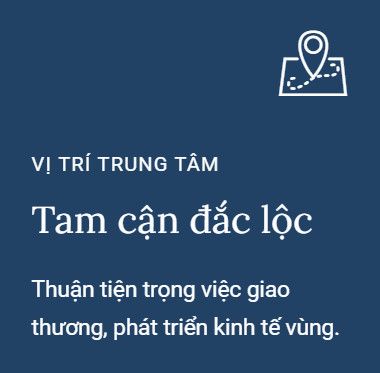 VỊ TRÍ TRUNG TÂM
Tam cận đắc lộc
Thuận tiện trọng việc giao
thương, phát triển kinh tế vùng.